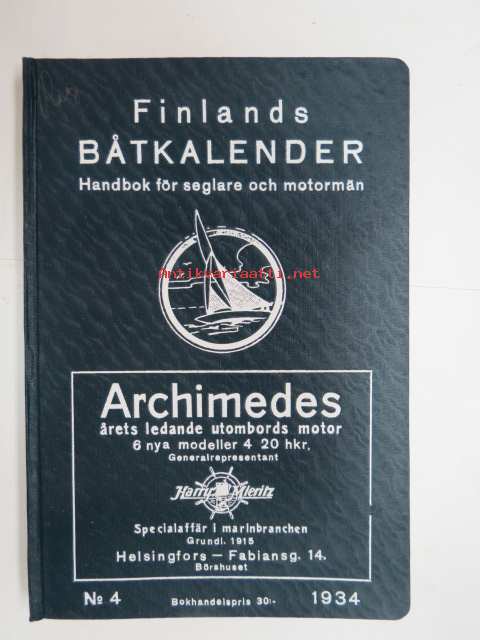 Finlands
BÅTKALENDER
Handbok för seglare och motormän
Antikvariaatti.net
Archimedes
årets ledande utombords motor
6 nya modeller 4 20 hkr.
Generalrepresentant
Harry Mieritz
Specialaffär i marinbranchen
Grundl. 1915
Helsingfors — Fabiansg. 14.
Börshuset
No 4 Bokhandelspris 30:- 1934